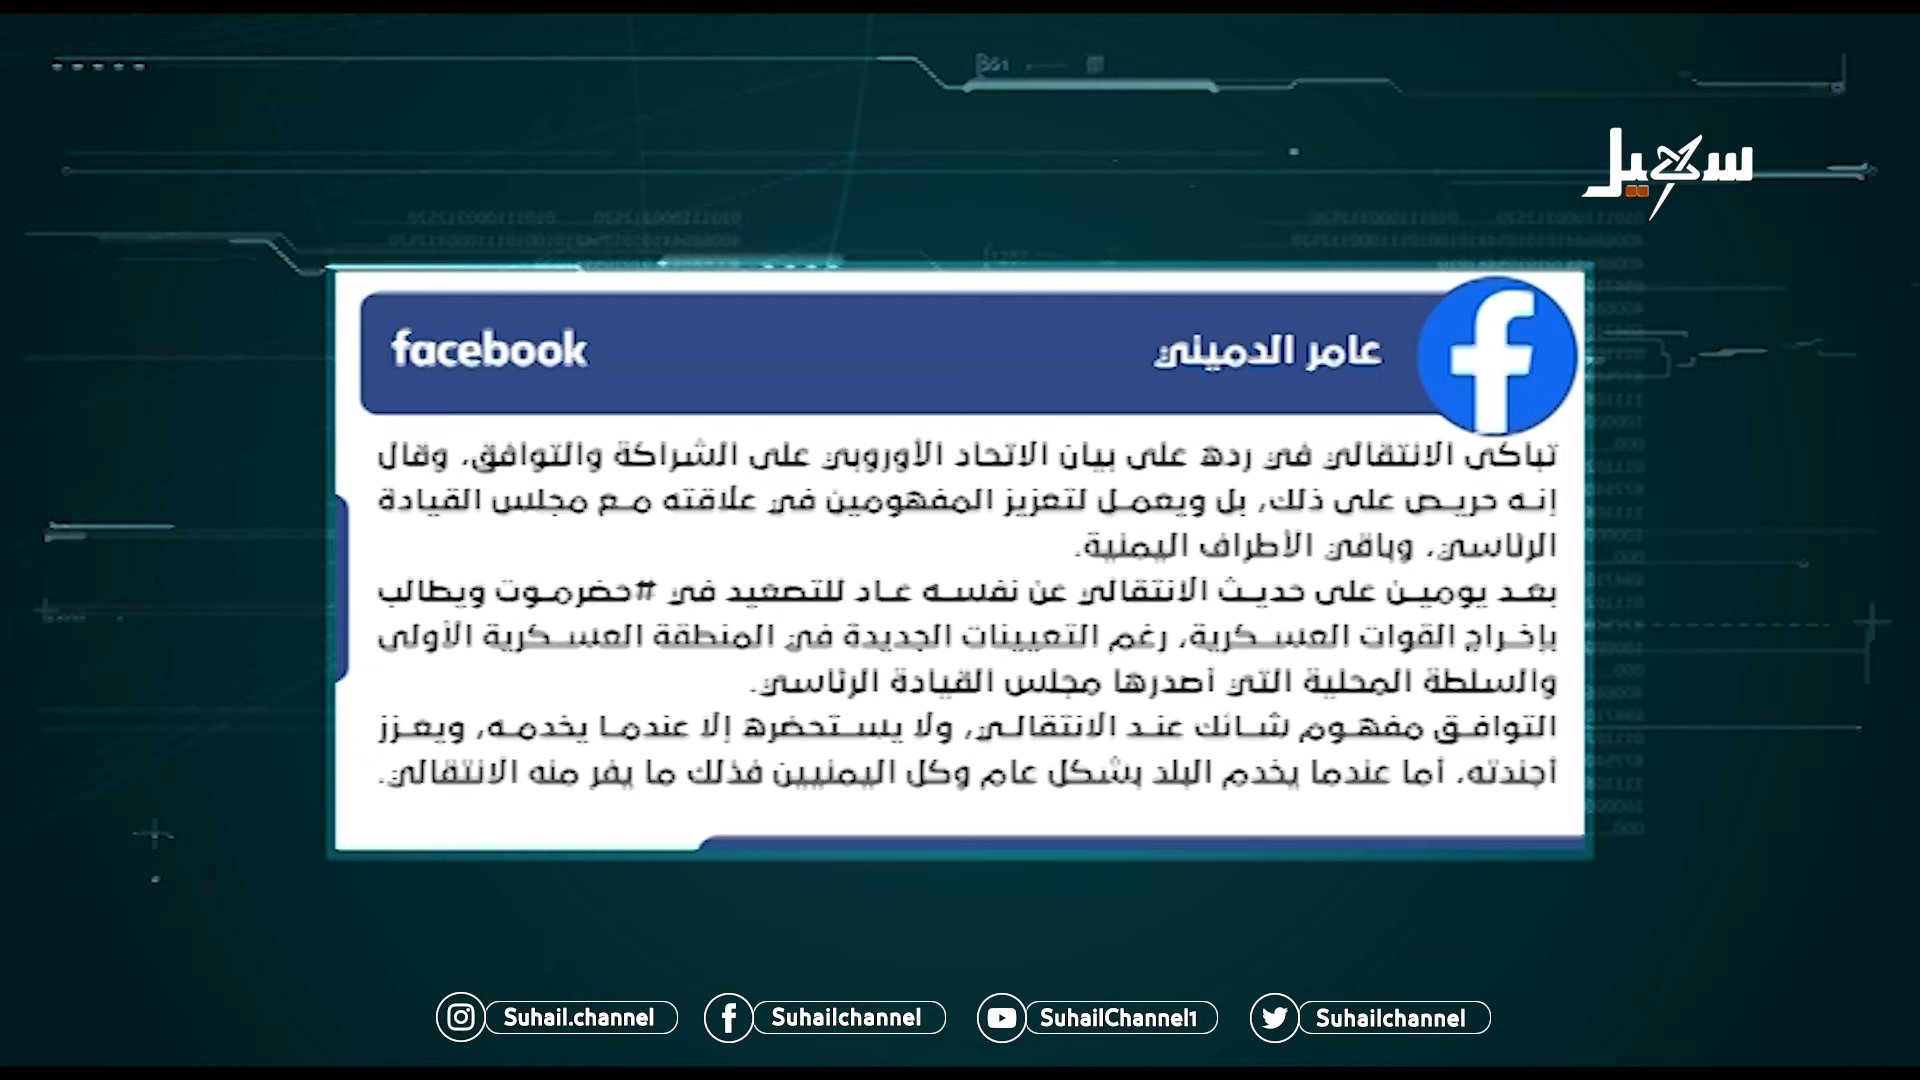 سهيل
facebook
عامر الدميني
تباكى الانتقالي في رده على بيان الاتحاد الأوروبي على الشراكة والتوافق، وقال
إنه حريص على ذلك، بل ويعمل لتعزيز المفهومين في علاقته مع مجلس القيادة
الرئاسي، وباقي الأطراف اليمنية.
بعد يومين على حديث الانتقالي عن نفسه عاد للتصعيد في #حضرموت ويطالب
بإخراج القوات العسكرية، رغم التعيينات الجديدة في المنطقة العسكرية الأولى
والسلطة المحلية التي أصدرها مجلس القيادة الرئاسي.
التوافق مفهوم شائك عند الانتقالي، ولا يستحضره إلا عندما يخدمه، ويعزز
أجندته، أما عندما يخدم البلد بشكل عام وكل اليمنيين فذلك ما يفر منه الانتقالي.
Suhail.channel
Suhailchannel
SuhailChannel1
Suhailchannel